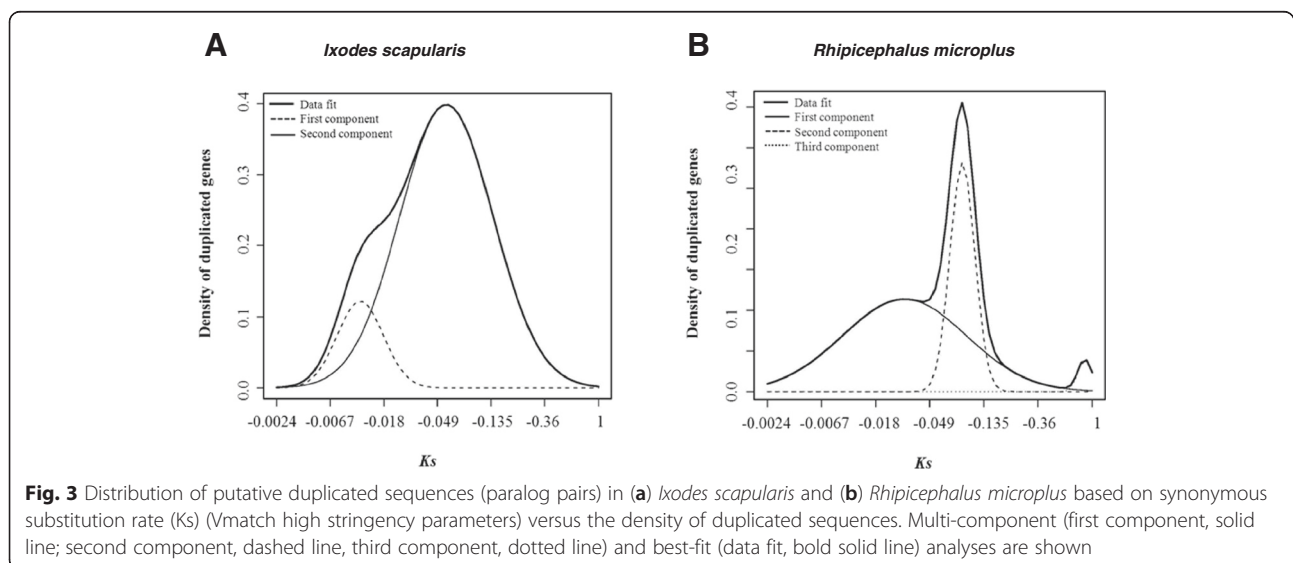 A Ixodes scapularis
B Rhipicephalus microplus
Data fit
First component
Second component
Density of duplicated genes
0.0 0.1 0.2 0.3 0.4
-0.0024 -0.0067 -0.018 -0.049 -0.135 -0.36 1
Ks
Data fit
First component
Second component
Third component
Density of duplicated genes
0.0 0.1 0.2 0.3 0.3 0.4
-0.0024 -0.0067 -0.018 -0.049 -0.135 -0.36 1
Ks
Fig. 3 Distribution of putative duplicated sequences (paralog pairs) in (a) Ixodes scapularis and (b) Rhipicephalus microplus based on synonymous
substitution rate (Ks) (Vmatch high stringency parameters) versus the density of duplicated sequences. Multi-component (first component, solid
line; second component, dashed line, third component, dotted line) and best-fit (data fit, bold solid line) analyses are shown